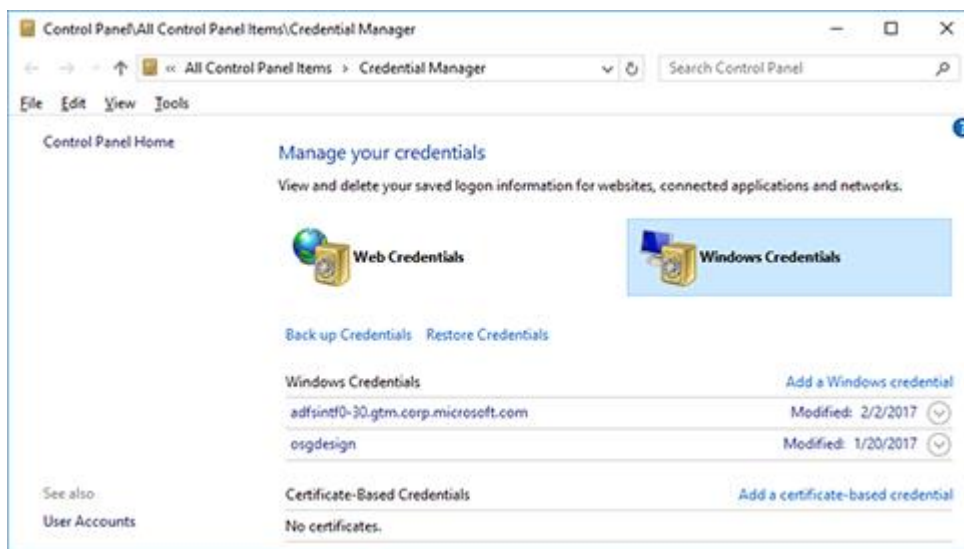 Control Panel\All Control Panel Items\Credential Manager
« All Control Panel Items › Credential Manager
Search Control Panel
File Edit View Tools
Control Panel Home
Manage your credentials
View and delete your saved logon information for websites, connected applications and networks.
Web Credentials
Windows Credentials
Back up Credentials Restore Credentials
Windows Credentials Add a Windows credential
adfsintf0-30.gtm.corp.microsoft.com Modified: 2/2/2017
osgdesign Modified: 1/20/2017
Certificate-Based Credentials Add a certificate-based credential
No certificates.
See also
User Accounts